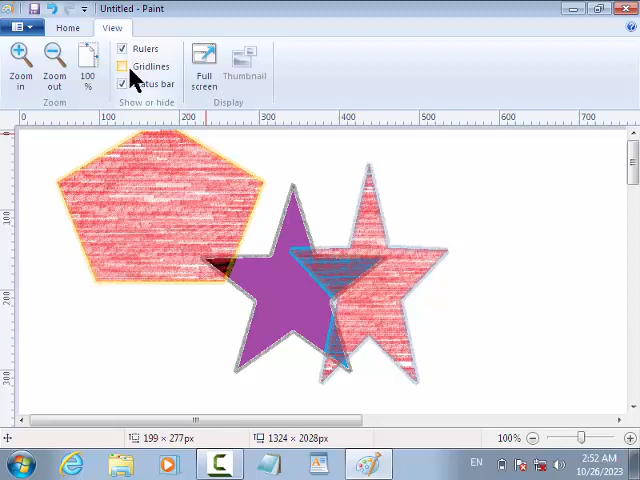 Untitled - Paint
Home
View
Zoom in
Zoom out
100 %
Zoom
Rulers
Gridlines
tatus bar
Show or hide
Full screen
Thumbnail
Display
0 100 200 300 400 500 600 700
100
200
300
199 × 277px
1324 × 2028px
100%
EN
2:52 AM
10/26/2023